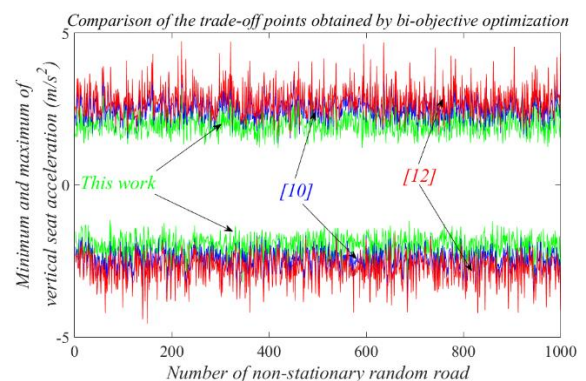 Comparison of the trade-off points obtained by bi-objective optimization
Minimum and maximum of
vertical seat acceleration (m/s²)
5
0
-5
This work
[10]
[12]
0 200 400 600 800 1000
Number of non-stationary random road